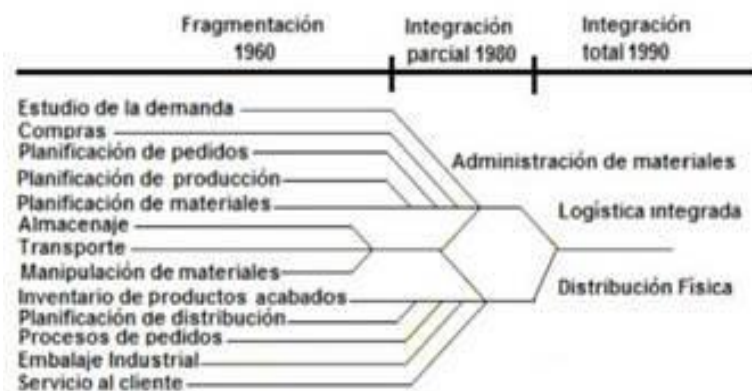 Fragmentación
1960
Integración
parcial 1980
Integración
total 1990
Estudio de la demanda
Compras
Planificación de pedidos
Planificación de producción
Planificación de materiales
Almacenaje
Transporte
Manipulación de materiales
Inventario de productos acabados
Planificación de distribución
Procesos de pedidos
Embalaje Industrial
Servicio al cliente
Administración de materiales
Logística integrada
Distribución Física